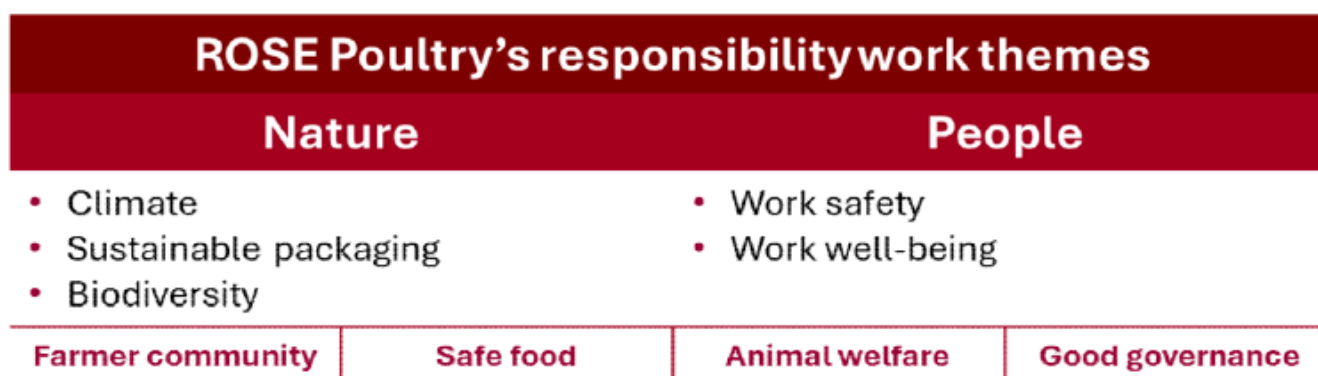 ROSE Poultry's responsibility work themes
Nature
People
• Climate
• Sustainable packaging
• Biodiversity
• Work safety
• Work well-being
Farmer community
Safe food
Animal welfare
Good governance